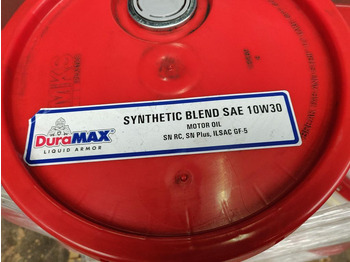 DuraMAX
LIQUID ARMOR
SYNTHETIC BLEND SAE 10W30
MOTOR OIL
SN RC, SN Plus, ILSAC GF-5